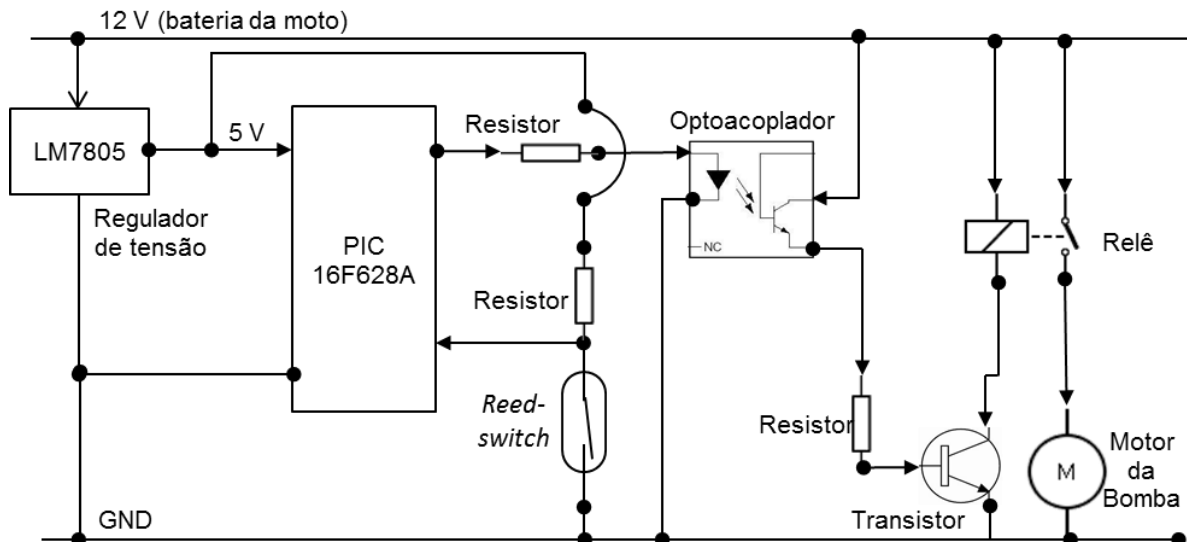 12 V (bateria da moto)
LM7805
5 V
Regulador
de tensão
PIC
16F628A
Resistor
Optoacoplador
NC
Resistor
Reed-
switch
Relê
Resistor
Transistor
M
Motor
da
Bomba
GND